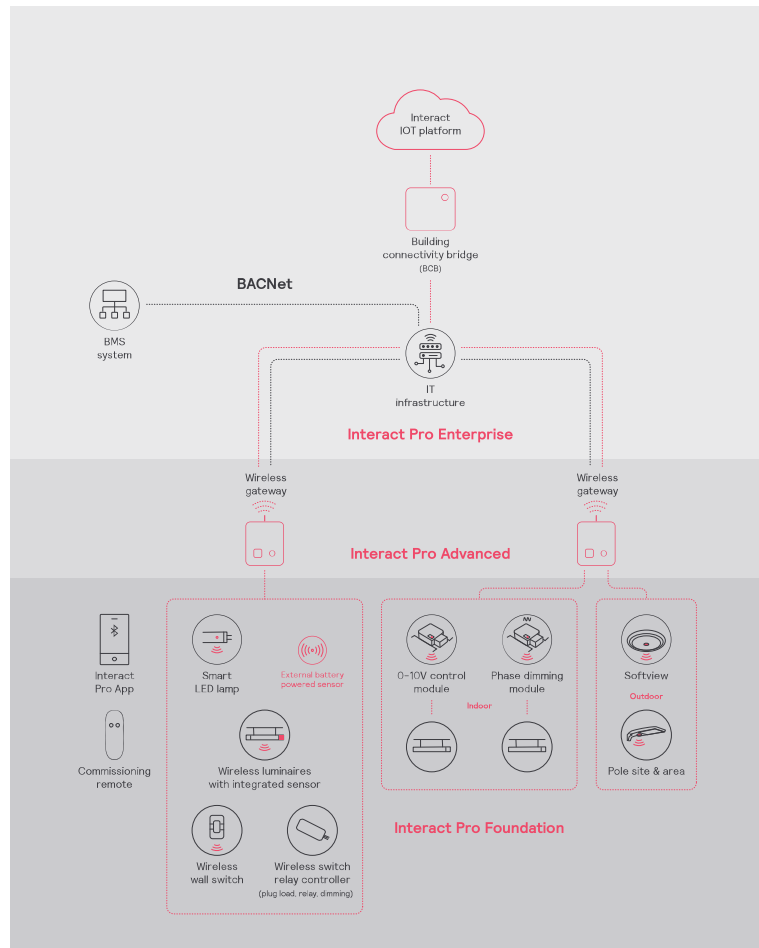 Interact
IOT platform
Building
connectivity bridge
(BCB)
BACNet
BMS
system
IT
infrastructure
Interact Pro Enterprise
Wireless
gateway
Wireless
gateway
Interact Pro Advanced
Interact
Pro App
Smart
LED lamp
External battery
powered sensor
0-10V control
module
Phase dimming
module
Softview
Indoor
Outdoor
Commissioning
remote
Wireless luminaires
with integrated sensor
Pole site & area
Interact Pro Foundation
Wireless
wall switch
Wireless switch
relay controller
(plug load, relay, dimming)